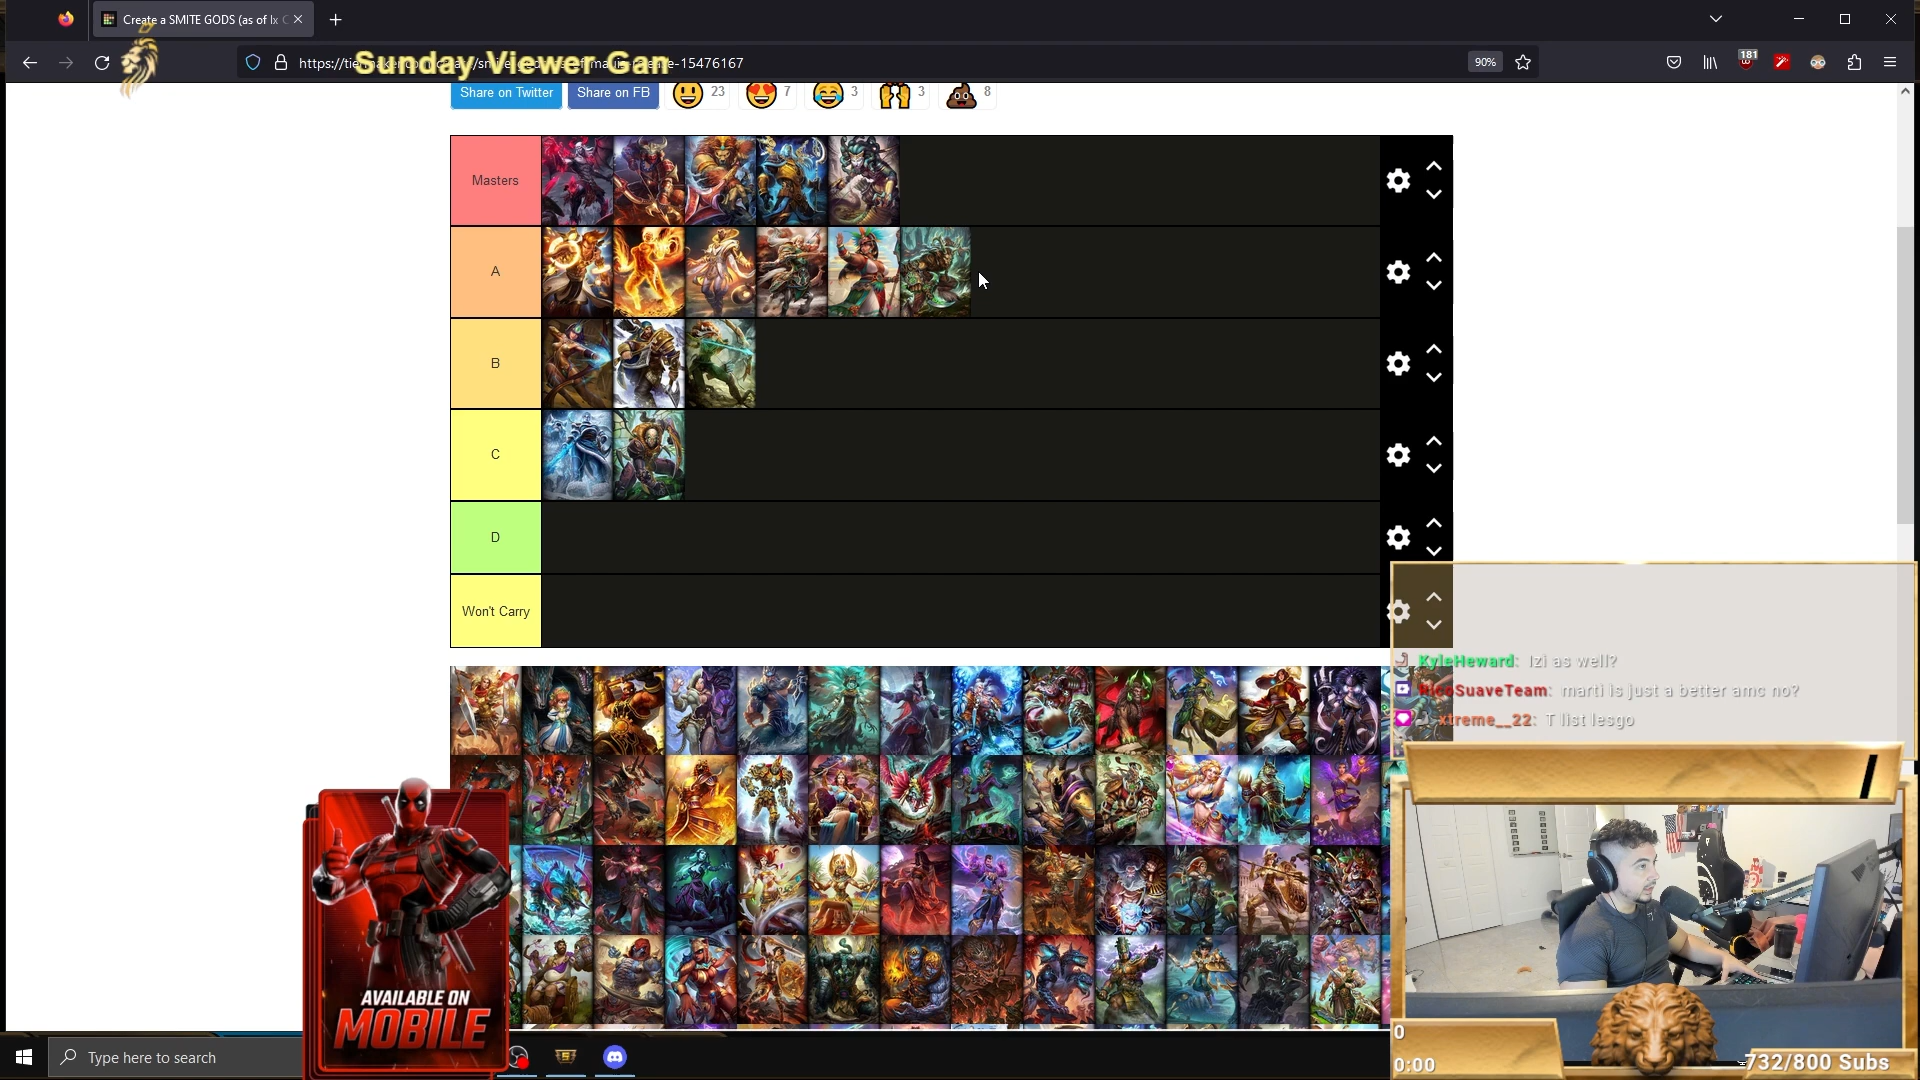 Create a SMITE GODS (as of Ix C
Sunday Viewer Gan
90%
181
Share on Twitter
Share on FB
23
7
3
3
8
Masters
A
B
C
D
Won't Carry
KyleHeward: Izi as well?
RicoSuaveTeam: marti is just a better amc no?
xtreme__22: T list lesgo
AVAILABLE ON
MOBILE
0
0:00
732/800 Subs
Type here to search